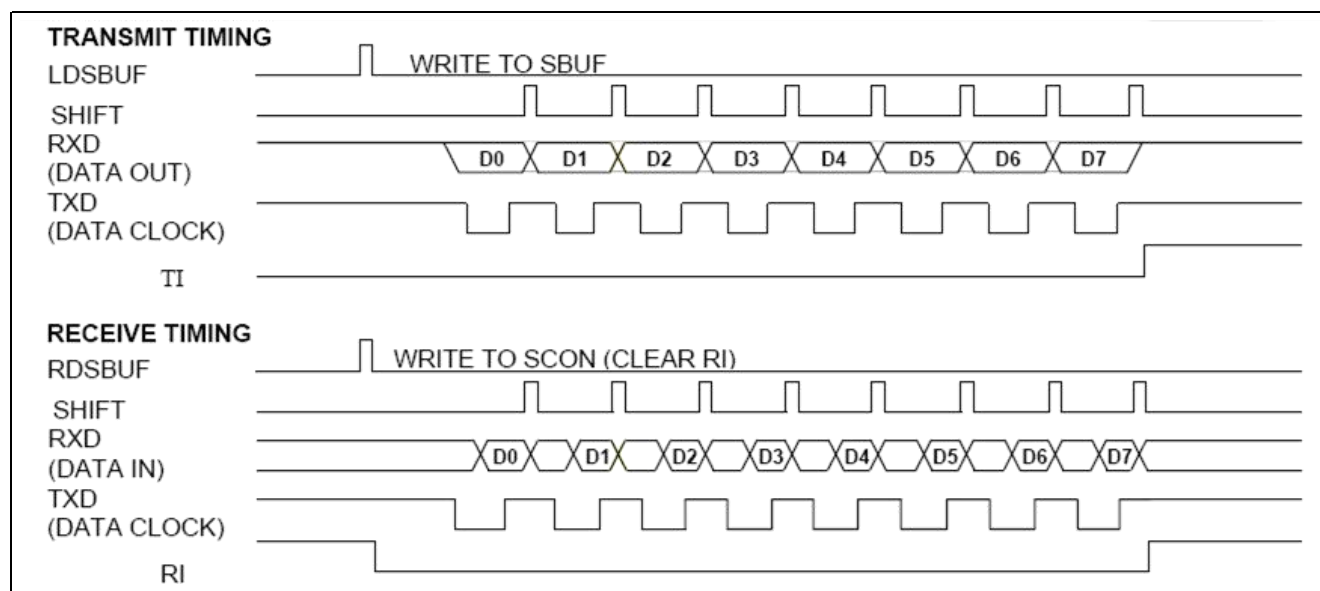 TRANSMIT TIMING
LDSBUF
WRITE TO SBUF
SHIFT
RXD
(DATA OUT)
D0 D1 D2 D3 D4 D5 D6 D7
TXD
(DATA CLOCK)
TI
RECEIVE TIMING
RDSBUF
WRITE TO SCON (CLEAR RI)
SHIFT
RXD
(DATA IN)
D0 D1 D2 D3 D4 D5 D6 D7
TXD
(DATA CLOCK)
RI